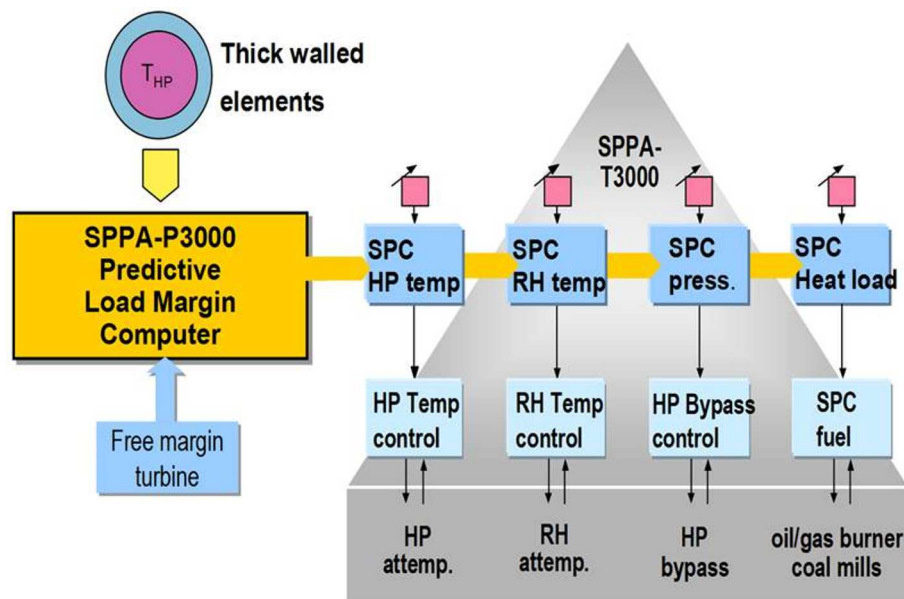 T_HP
Thick walled
elements
SPPA-
T3000
SPPA-P3000
Predictive
Load Margin
Computer
SPC
HP temp
SPC
RH temp
SPC
press.
SPC
Heat load
Free margin
turbine
HP Temp
control
RH Temp
control
HP Bypass
control
SPC
fuel
HP
attemp.
RH
attemp.
HP
bypass
oil/gas burner
coal mills